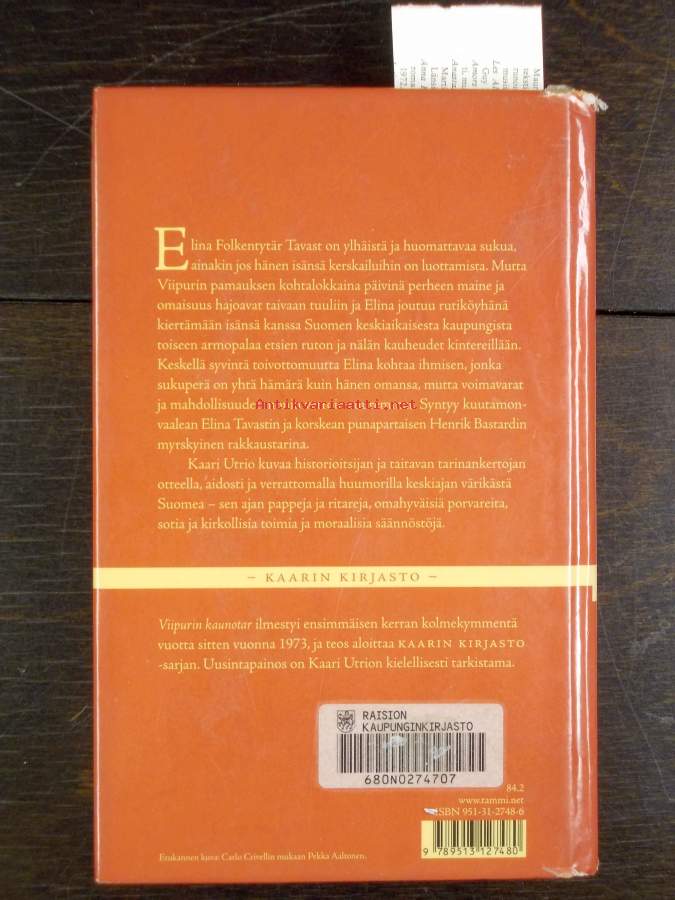 Elina Folkentytär Tavast on ylhäistä ja huomattavaa sukua,
ainakin jos hänen isänsä kerskailuihin on luottamista. Mutta
Viipurin pamauksen kohtalokkaina päivinä perheen maine ja
omaisuus hajoavat taivaan tuuliin ja Elina joutuu rutiköyhänä
kiertämään isänsä kanssa Suomen keskiaikaisesta kaupungista
toiseen armopalaa etsien ruton ja nälän kauheudet kintereillään.
Keskellä syvintä toivottomuutta Elina kohtaa ihmisen, jonka
sukuperä on yhtä hämärä kuin hänen omansa, mutta voimavarat
ja mahdollisuudet Syntyy kuutamon-
Antikvariaatti.net
vaalean Elina Tavastin ja korskean punapartaisen Henrik Bastardin
myrskyinen rakkaustarina.
Kaari Utrio kuvaa historioitsijan ja taitavan tarinankertojan
otteella, aidosti ja verrattomalla huumorilla keskiajan värikästä
Suomea – sen ajan pappeja ja ritareja, omahyväisiä porvareita,
sotia ja kirkollisia toimia ja moraalisia säännöstöjä.
– KAARIN KIRJASTO –
Viipurin kaunotar ilmestyi ensimmäisen kerran kolmekymmentä
vuotta sitten vuonna 1973, ja teos aloittaa KAARIN KIRJASTO
-sarjan. Uusintapainos on Kaari Utrion kielellisesti tarkistama.
RAISION
KAUPUNGINKIRJASTO
680N0274707
84.2
www.tammi.net
ISBN 951-31-2748-6
9 789513 127480
Etukannen kuva: Carlo Crivellin mukaan Pekka Aaltonen.